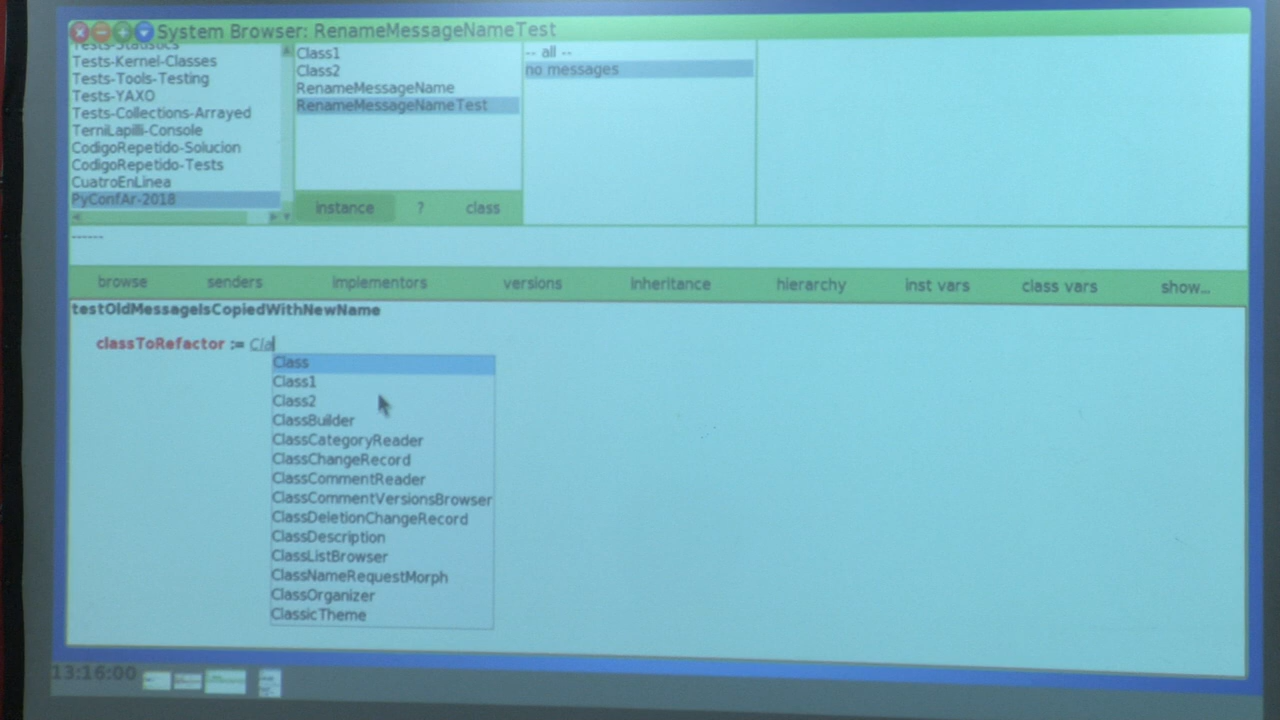 System Browser: RenameMessageNameTest
Tests-Statistics
Tests-Kernel-Classes
Tests-Tools-Testing
Tests-YAXO
Tests-Collections-Arrayed
TerniLapilli-Console
CodigoRepetido-Solucion
CodigoRepetido-Tests
CuatroEnLinea
PyConfAr-2018
Class1
Class2
RenameMessageName
RenameMessageNameTest
instance ? class
-- all --
no messages
------
browse senders implementors versions inheritance hierarchy inst vars class vars show...
testOldMessageIsCopiedWithNewName
classToRefactor := Cla
Class
Class1
Class2
ClassBuilder
ClassCategoryReader
ClassChangeRecord
ClassCommentReader
ClassCommentVersionsBrowser
ClassDeletionChangeRecord
ClassDescription
ClassListBrowser
ClassNameRequestMorph
ClassOrganizer
ClassicTheme
13:16:00